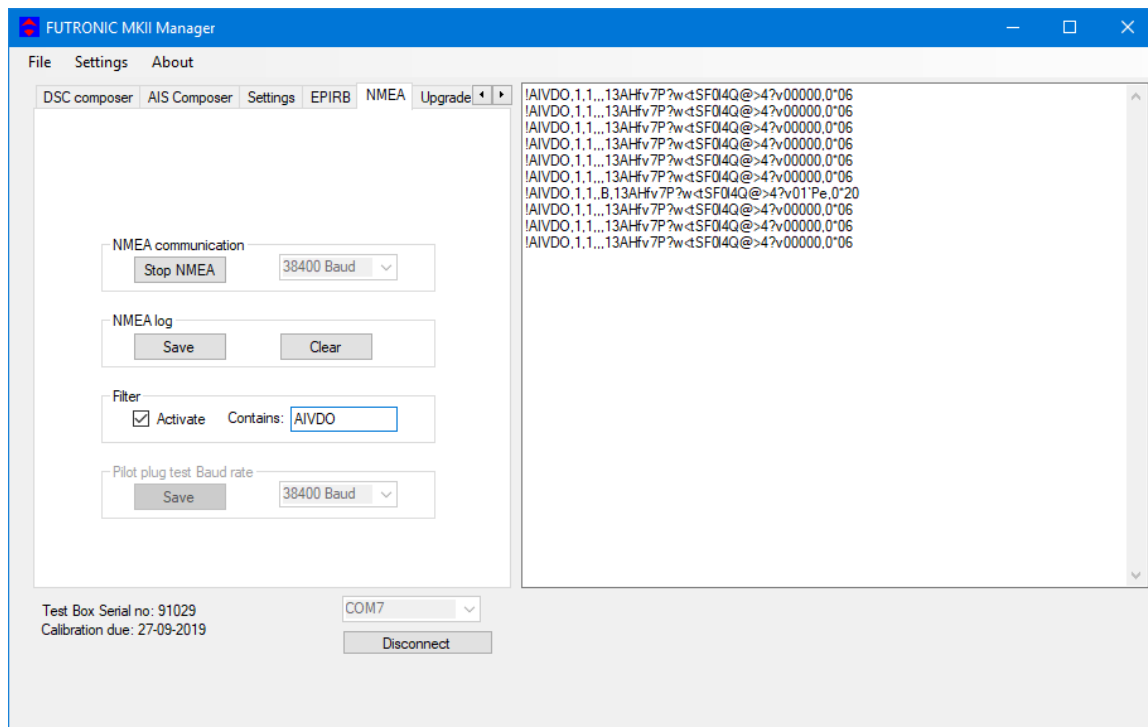 FUTRONIC MKII Manager
File Settings About
DSC composer AIS Composer Settings EPIRB NMEA Upgrade
NMEA communication
Stop NMEA 38400 Baud
NMEA log
Save Clear
Filter
Activate Contains: AIVDO
Pilot plug test Baud rate
Save 38400 Baud
!AIVDO,1,1,,,13AHfv7P?w<tSF0l4Q@>4?v00000,0*06
!AIVDO,1,1,,,13AHfv7P?w<tSF0l4Q@>4?v00000,0*06
!AIVDO,1,1,,,13AHfv7P?w<tSF0l4Q@>4?v00000,0*06
!AIVDO,1,1,,,13AHfv7P?w<tSF0l4Q@>4?v00000,0*06
!AIVDO,1,1,,,13AHfv7P?w<tSF0l4Q@>4?v00000,0*06
!AIVDO,1,1,,,13AHfv7P?w<tSF0l4Q@>4?v00000,0*06
!AIVDO,1,1,,B,13AHfv7P?w<tSF0l4Q@>4?v01`Pe,0*20
!AIVDO,1,1,,,13AHfv7P?w<tSF0l4Q@>4?v00000,0*06
!AIVDO,1,1,,,13AHfv7P?w<tSF0l4Q@>4?v00000,0*06
!AIVDO,1,1,,,13AHfv7P?w<tSF0l4Q@>4?v00000,0*06
Test Box Serial no: 91029
Calibration due: 27-09-2019
COM7
Disconnect